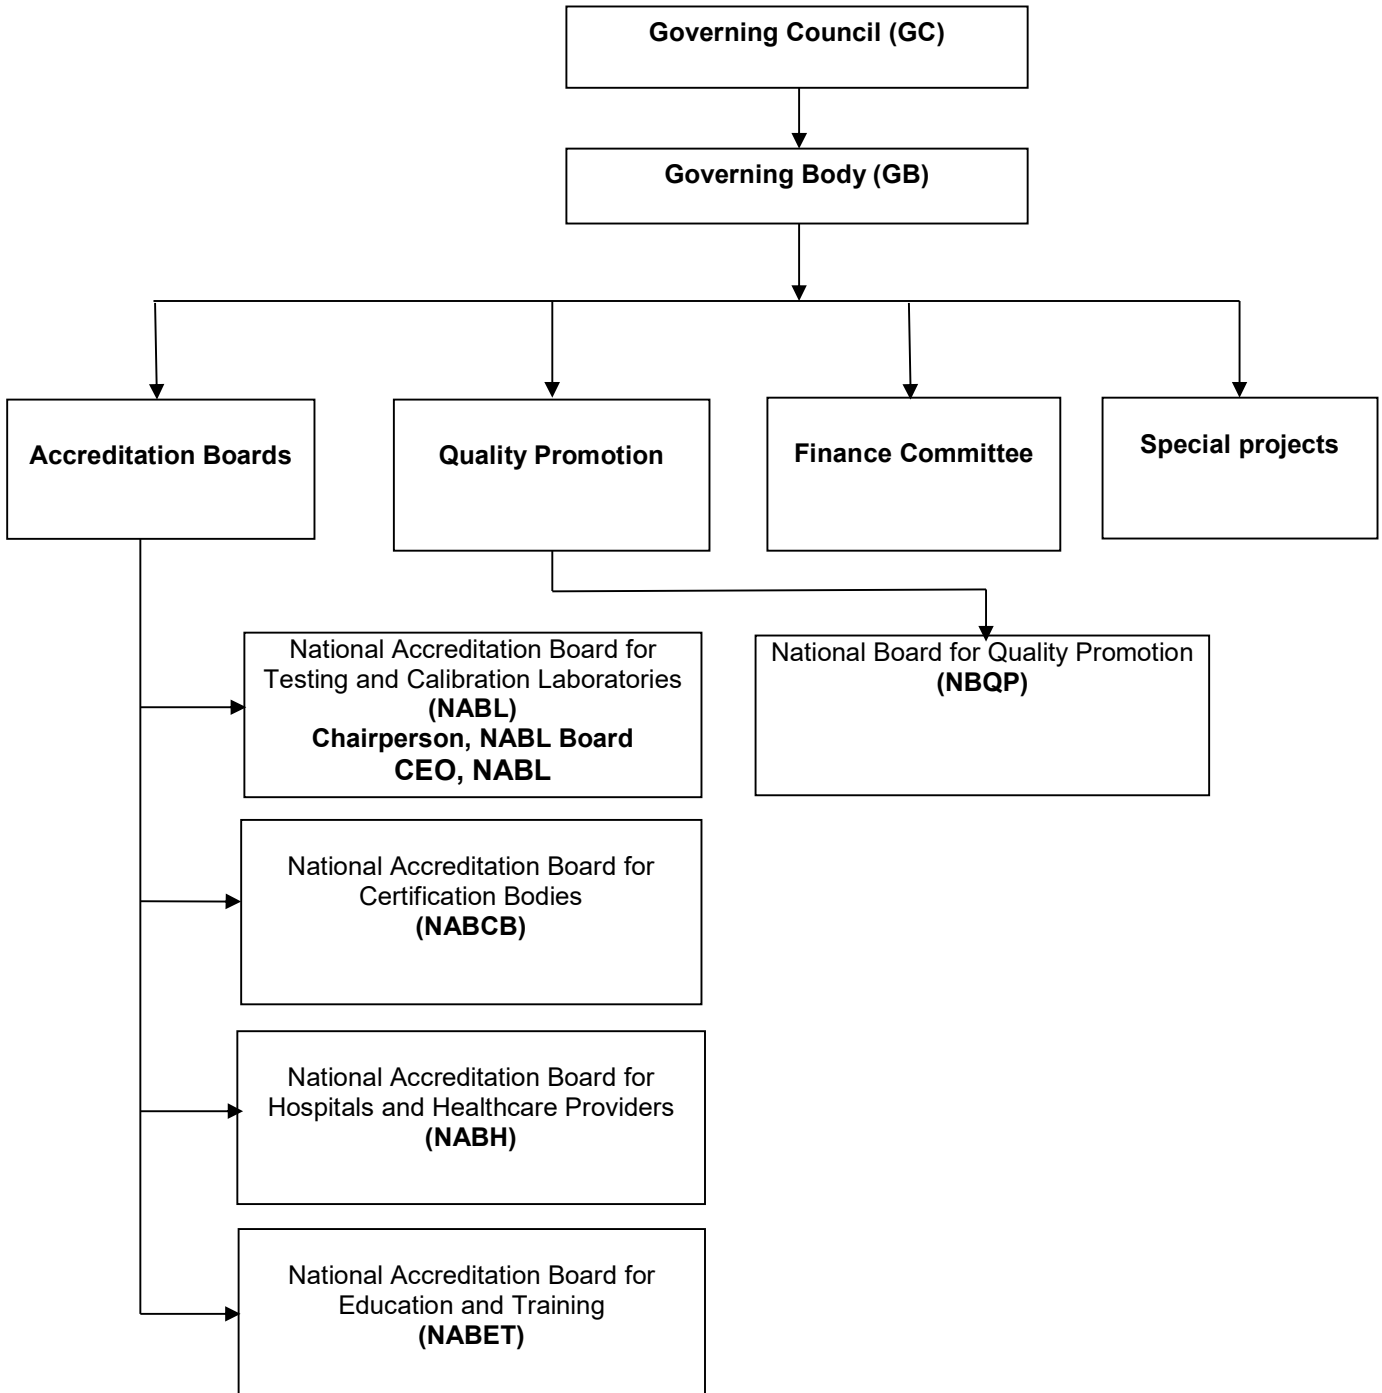 Governing Council (GC)
Governing Body (GB)
Accreditation Boards
Quality Promotion
Finance Committee
Special projects
National Accreditation Board for
Testing and Calibration Laboratories
(NABL)
Chairperson, NABL Board
CEO, NABL
National Board for Quality Promotion
(NBQP)
National Accreditation Board for
Certification Bodies
(NABCB)
National Accreditation Board for
Hospitals and Healthcare Providers
(NABH)
National Accreditation Board for
Education and Training
(NABET)